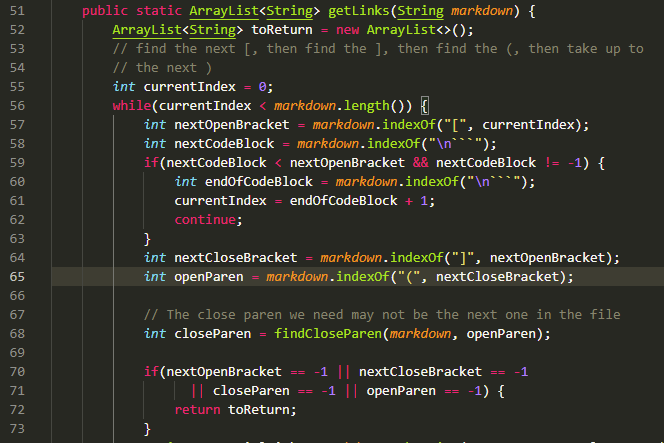 51 public static ArrayList<String> getLinks(String markdown) {
52 ArrayList<String> toReturn = new ArrayList<>();
53 // find the next [, then find the ], then find the (, then take up to
54 // the next )
55 int currentIndex = 0;
56 while(currentIndex < markdown.length()) {
57 int nextOpenBracket = markdown.indexOf("[", currentIndex);
58 int nextCodeBlock = markdown.indexOf("\n```");
59 if(nextCodeBlock < nextOpenBracket && nextCodeBlock != -1) {
60 int endOfCodeBlock = markdown.indexOf("\n```");
61 currentIndex = endOfCodeBlock + 1;
62 continue;
63 }
64 int nextCloseBracket = markdown.indexOf("]", nextOpenBracket);
65 int openParen = markdown.indexOf("(", nextCloseBracket);
66
67 // The close paren we need may not be the next one in the file
68 int closeParen = findCloseParen(markdown, openParen);
69
70 if(nextOpenBracket == -1 || nextCloseBracket == -1
71 || closeParen == -1 || openParen == -1) {
72 return toReturn;
73 }